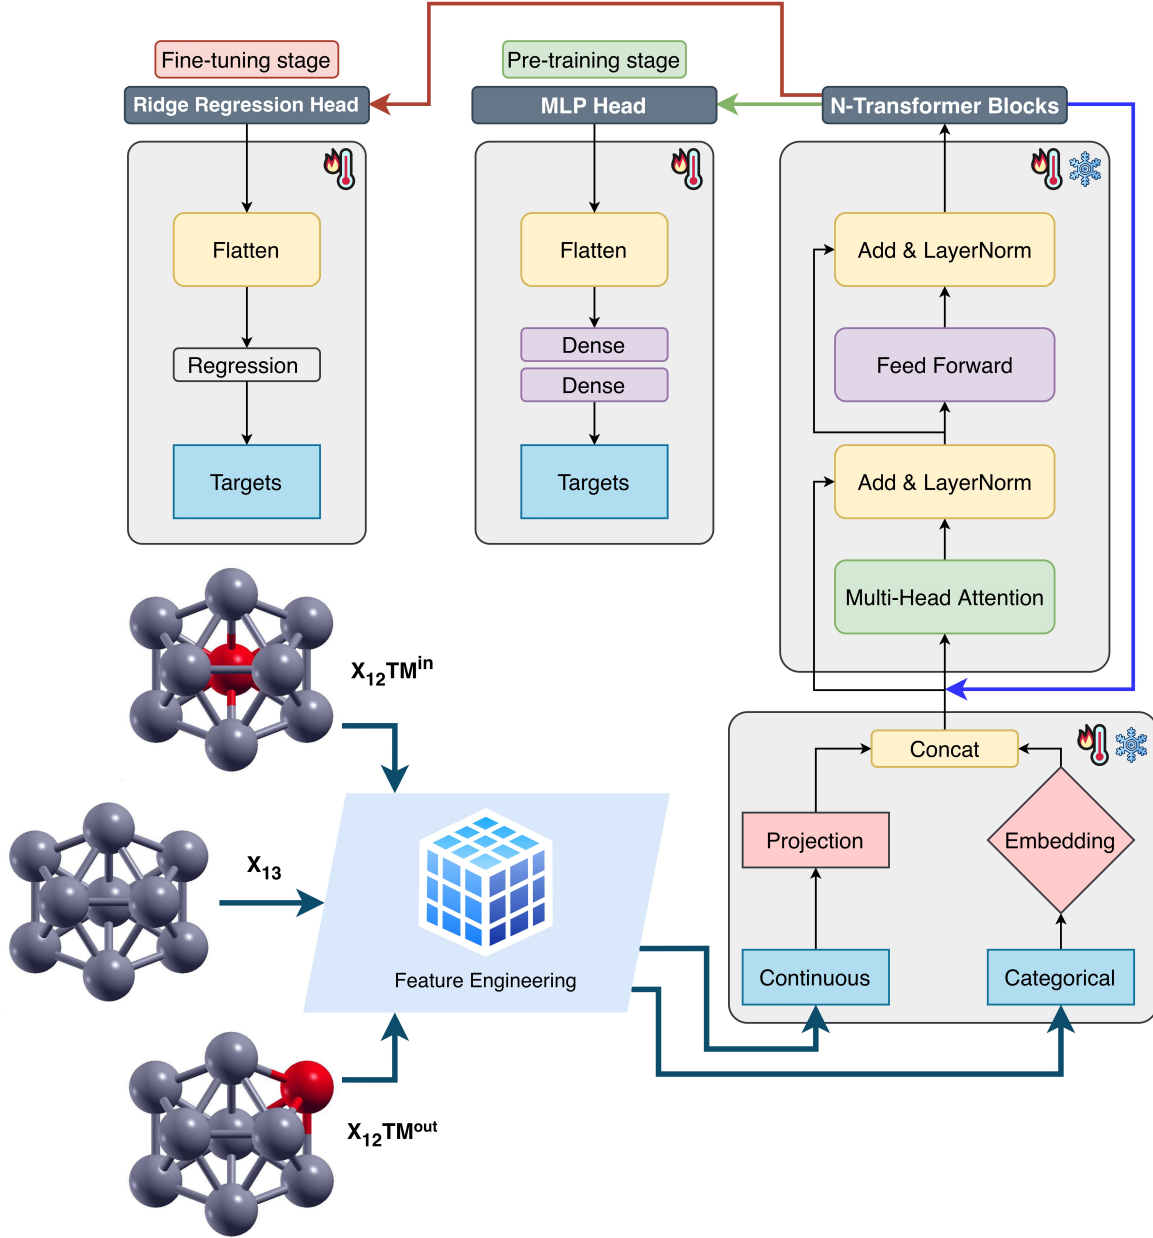 Fine-tuning stage
Ridge Regression Head
Flatten
Regression
Targets
Pre-training stage
MLP Head
Flatten
Dense
Dense
Targets
N-Transformer Blocks
Add & LayerNorm
Feed Forward
Add & LayerNorm
Multi-Head Attention
X₁₂TMⁱⁿ
X₁₃
X₁₂TMᵒᵘᵗ
Feature Engineering
Concat
Projection
Embedding
Continuous
Categorical